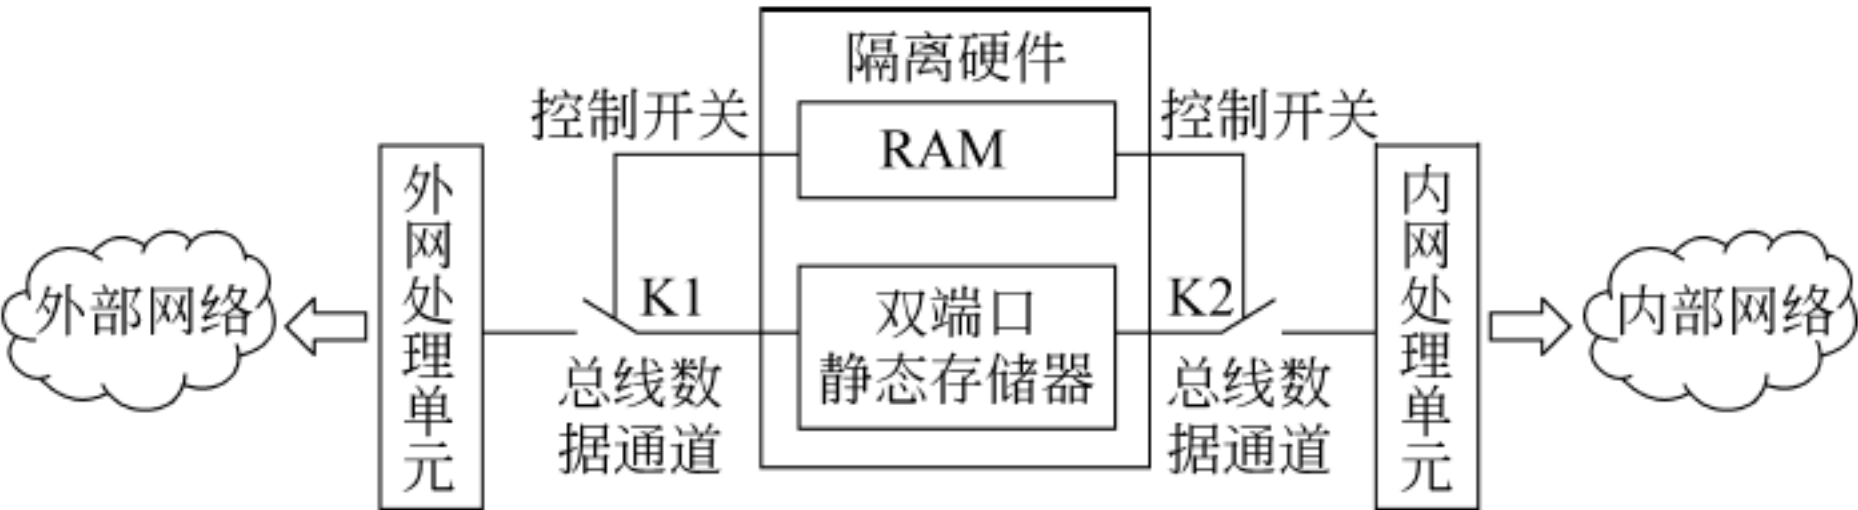 隔离硬件
控制开关
RAM
控制开关
外网处理单元
内网处理单元
外部网络
K1
双端口
静态存储器
K2
内部网络
总线数
据通道
总线数
据通道